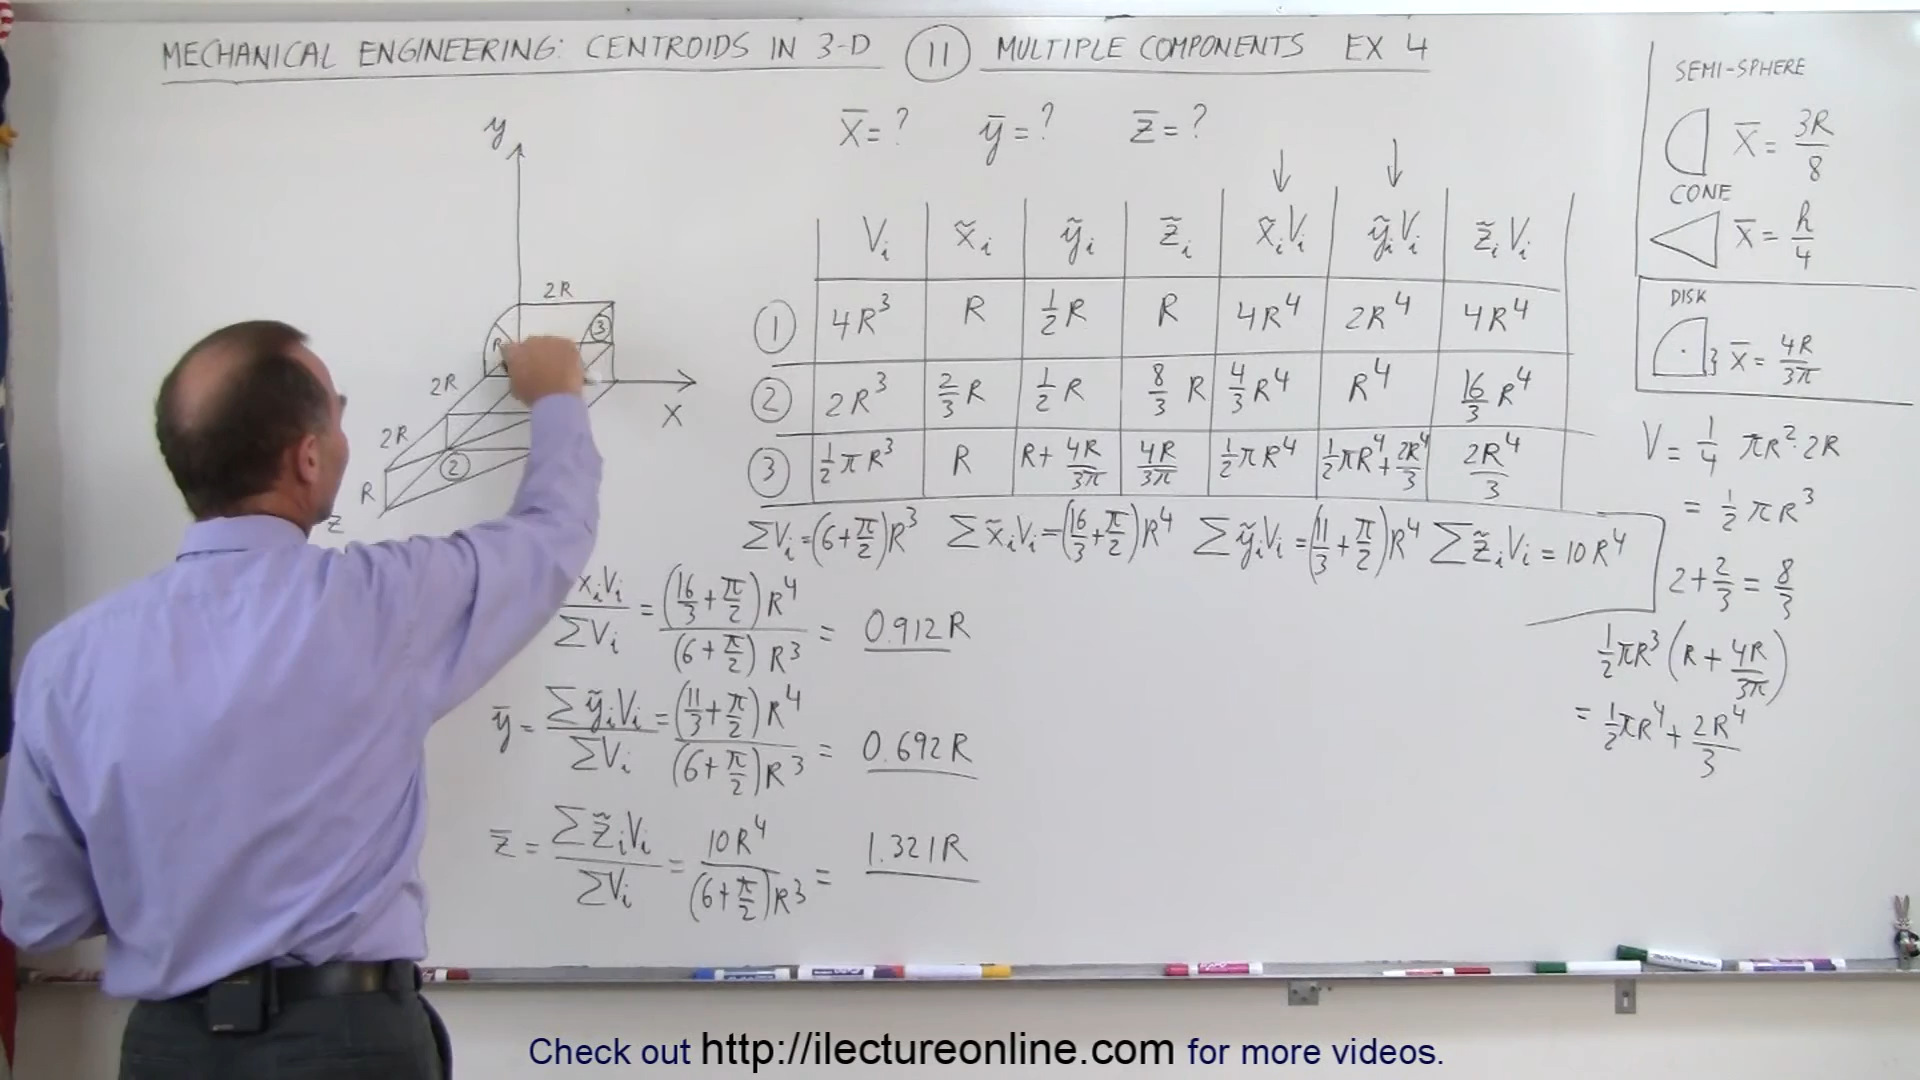 MECHANICAL ENGINEERING: CENTROIDS IN 3-D (11) MULTIPLE COMPONENTS EX 4
x̄ = ? ȳ = ? z̄ = ?
y
2R
③
R
2R
X
2R
②
R
z
Vᵢ x̃ᵢ ỹᵢ z̃ᵢ x̃ᵢVᵢ ỹᵢVᵢ z̃ᵢVᵢ
① 4R³ R ½R R 4R⁴ 2R⁴ 4R⁴
② 2R³ 2/3 R ½R 8/3 R 4/3 R⁴ R⁴ 16/3 R⁴
③ ½πR³ R R+4R/3π 4R/3π ½πR⁴ ½πR⁴+2R⁴/3 2R⁴/3
ΣVᵢ=(6+π/2)R³ Σx̃ᵢVᵢ=(16/3+π/2)R⁴ ΣỹᵢVᵢ=(11/3+π/2)R⁴ Σz̃ᵢVᵢ=10R⁴
xᵢVᵢ/ΣVᵢ = (16/3+π/2)R⁴/(6+π/2)R³ = 0.912R
ȳ = ΣỹᵢVᵢ/ΣVᵢ = (11/3+π/2)R⁴/(6+π/2)R³ = 0.692R
z̄ = Σz̃ᵢVᵢ/ΣVᵢ = 10R⁴/(6+π/2)R³ = 1.321R
SEMI-SPHERE
x̄ = 3R/8
CONE
x̄ = h/4
DISK
x̄ = 4R/3π
V = 1/4 πR²·2R
= ½πR³
2+2/3 = 8/3
½πR³(R+4R/3π)
= ½πR⁴+2R⁴/3
Check out http://ilectureonline.com for more videos.